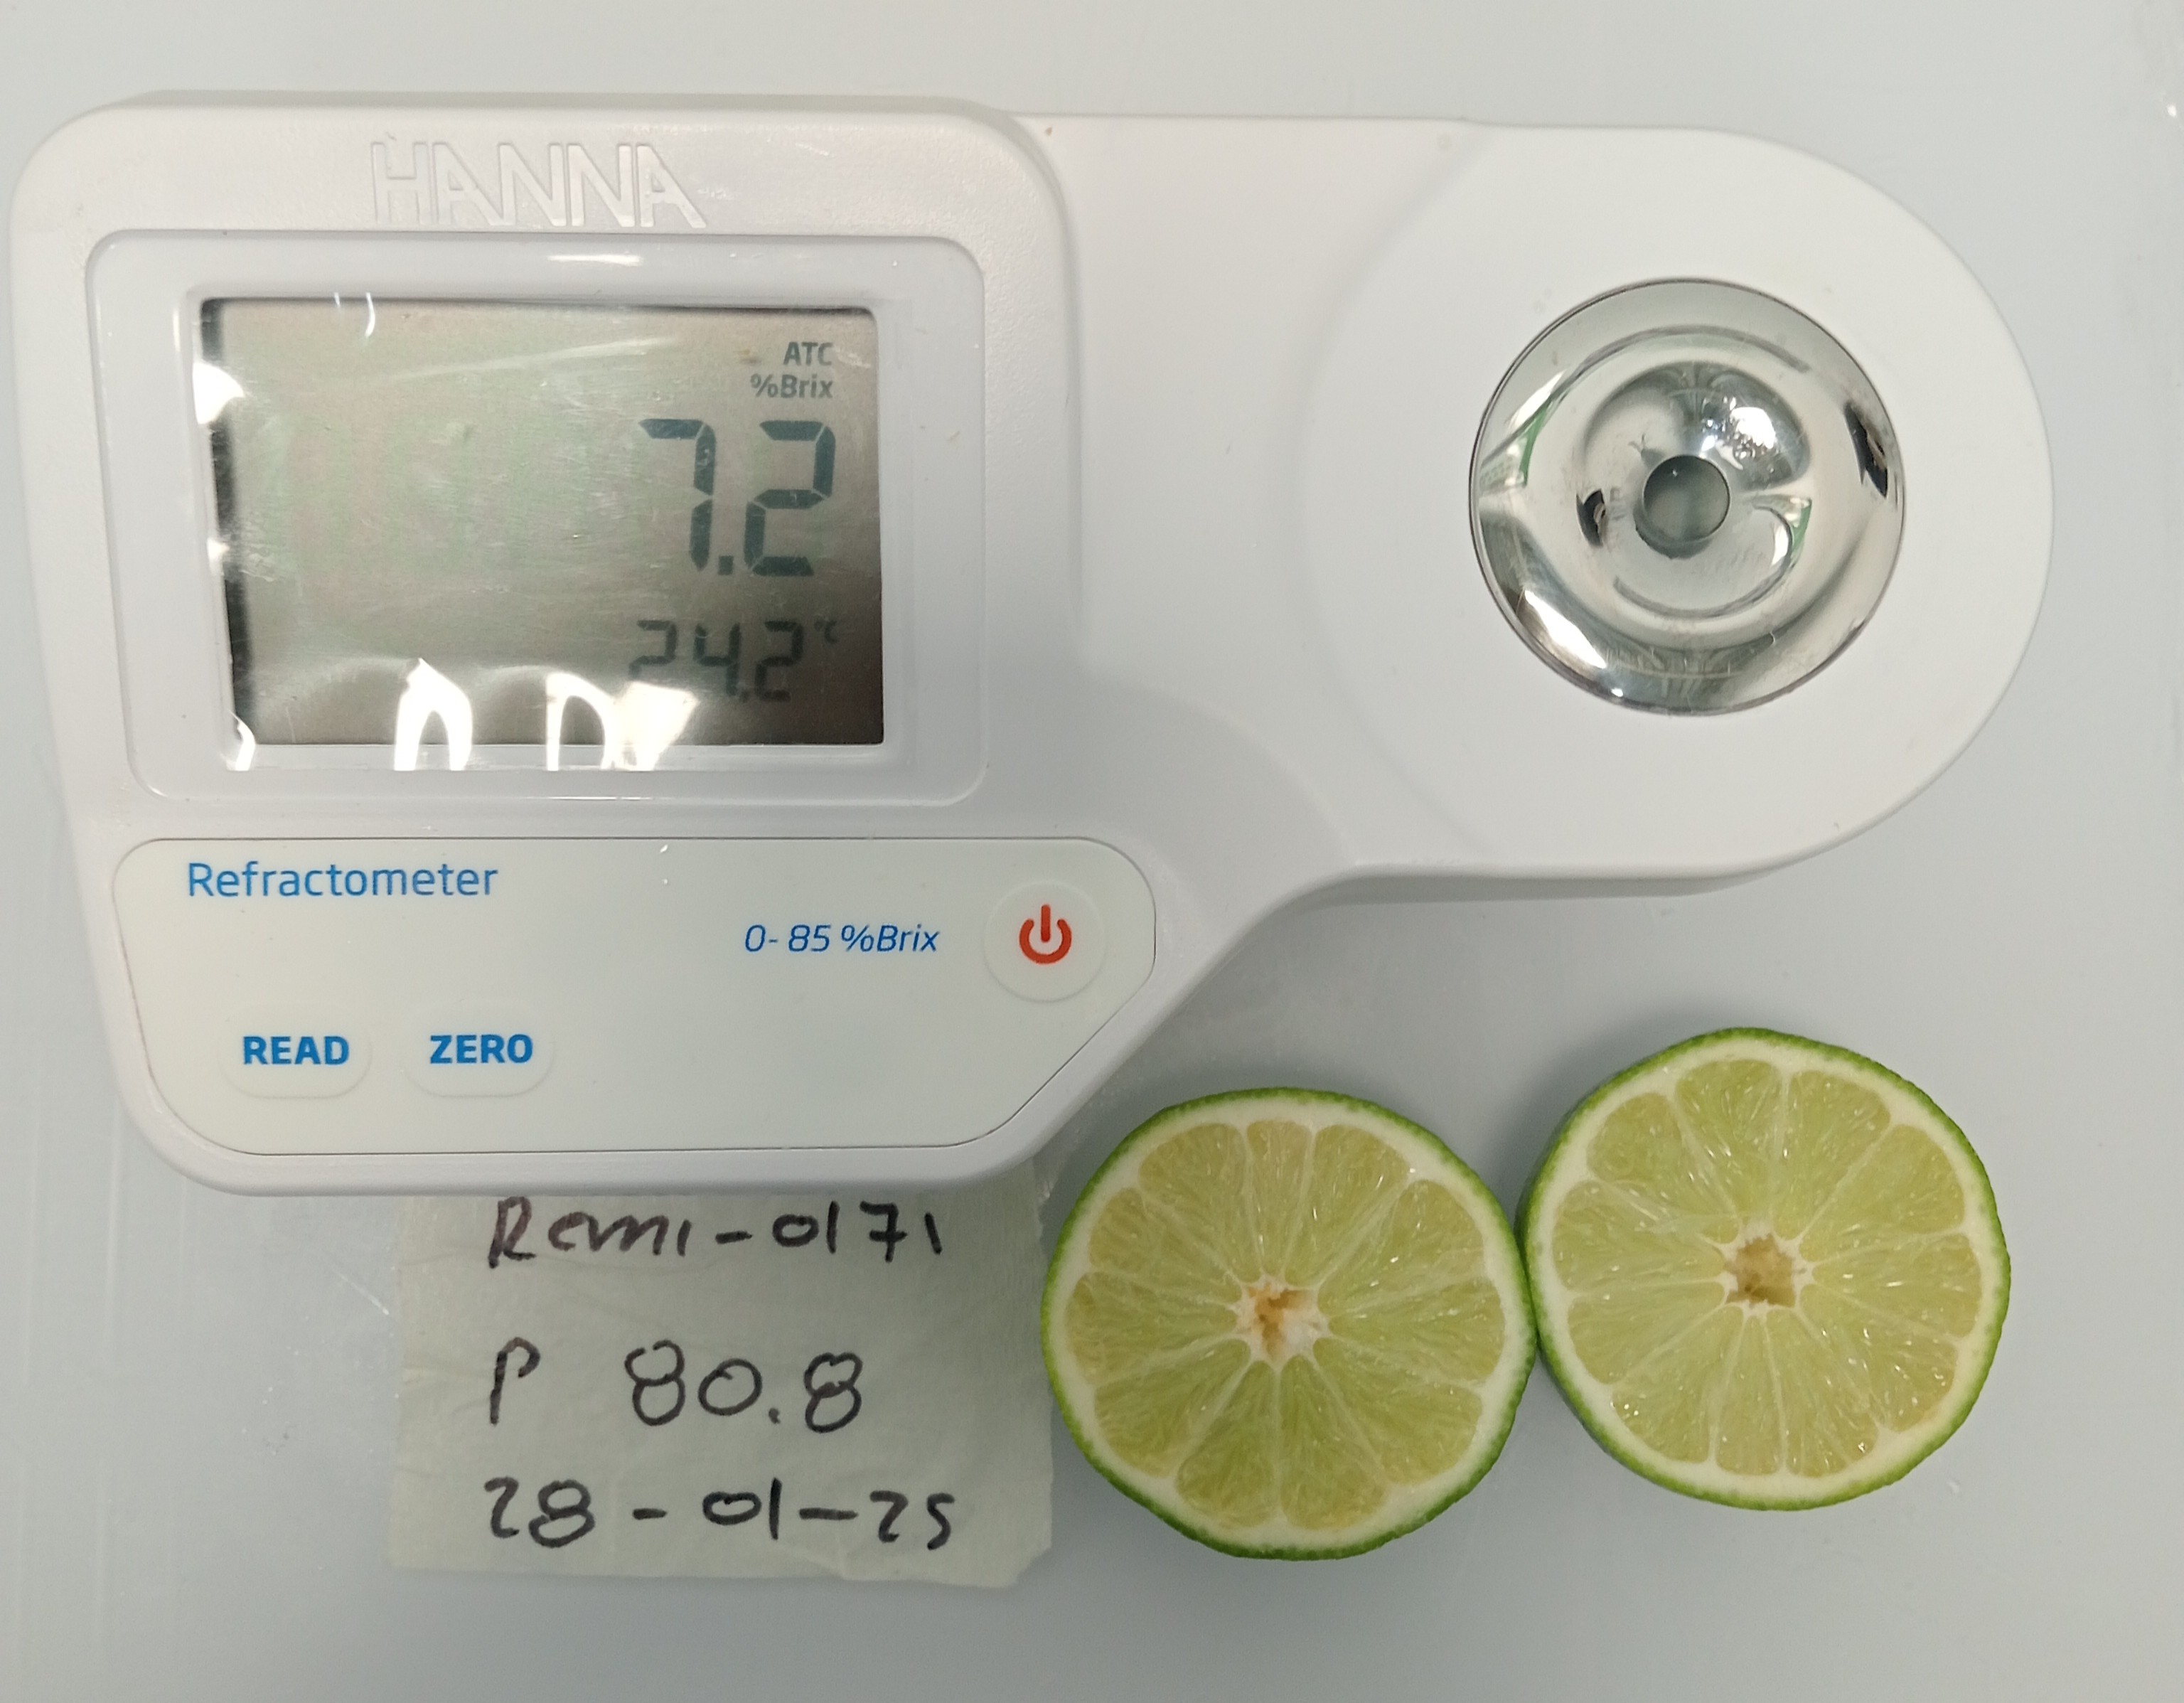 HANNA
ATC
%Brix
7.2
24.2°C
Refractometer
0-85 %Brix
READ ZERO
Remi-0171
P 80.8
28-01-25